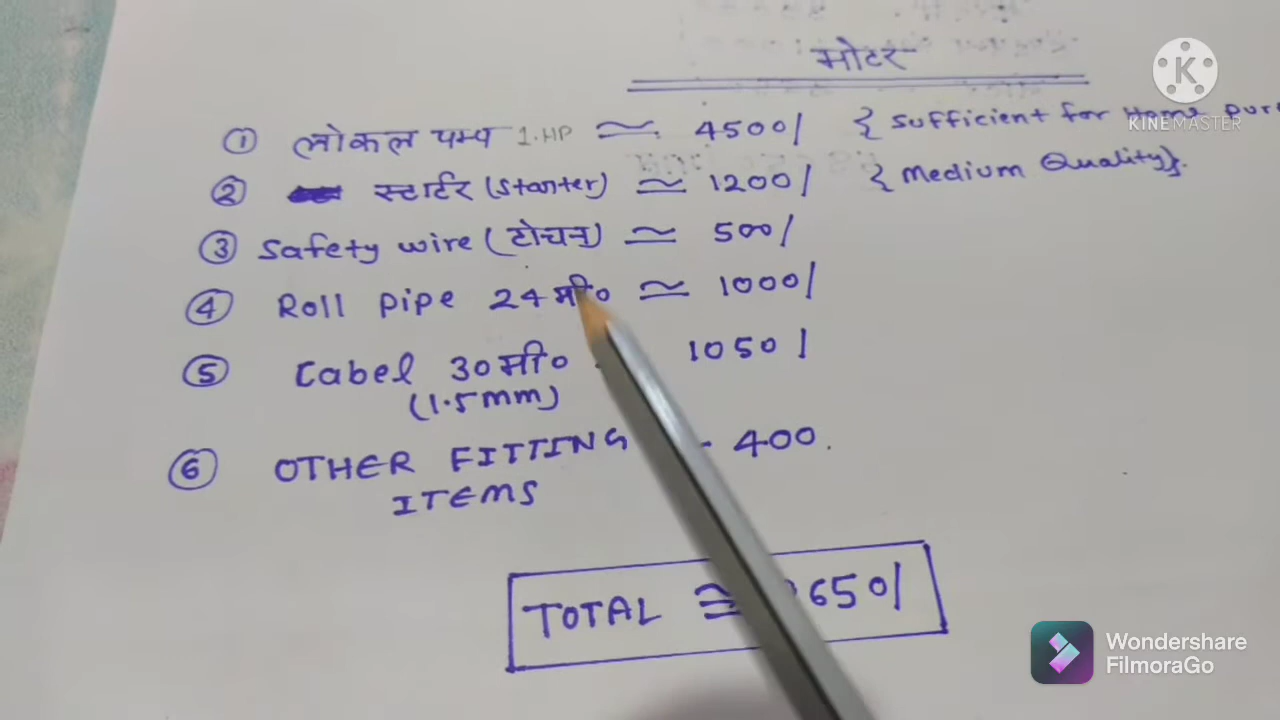 मोटर
① लोकल पम्प 1.HP ≃ 4500/ { Sufficient for Home
② स्टार्टर (Starter) ≃ 1200/ { Medium Quality}.
③ Safety wire (टोचन) ≃ 500/
④ Roll pipe 24 मी० ≃ 1000/
⑤ Cabel 30 मी० 1050/
(1.5mm)
⑥ OTHER FITTING - 400.
ITEMS
TOTAL ≅ 650/
KINEMASTER
Wondershare
FilmoraGo